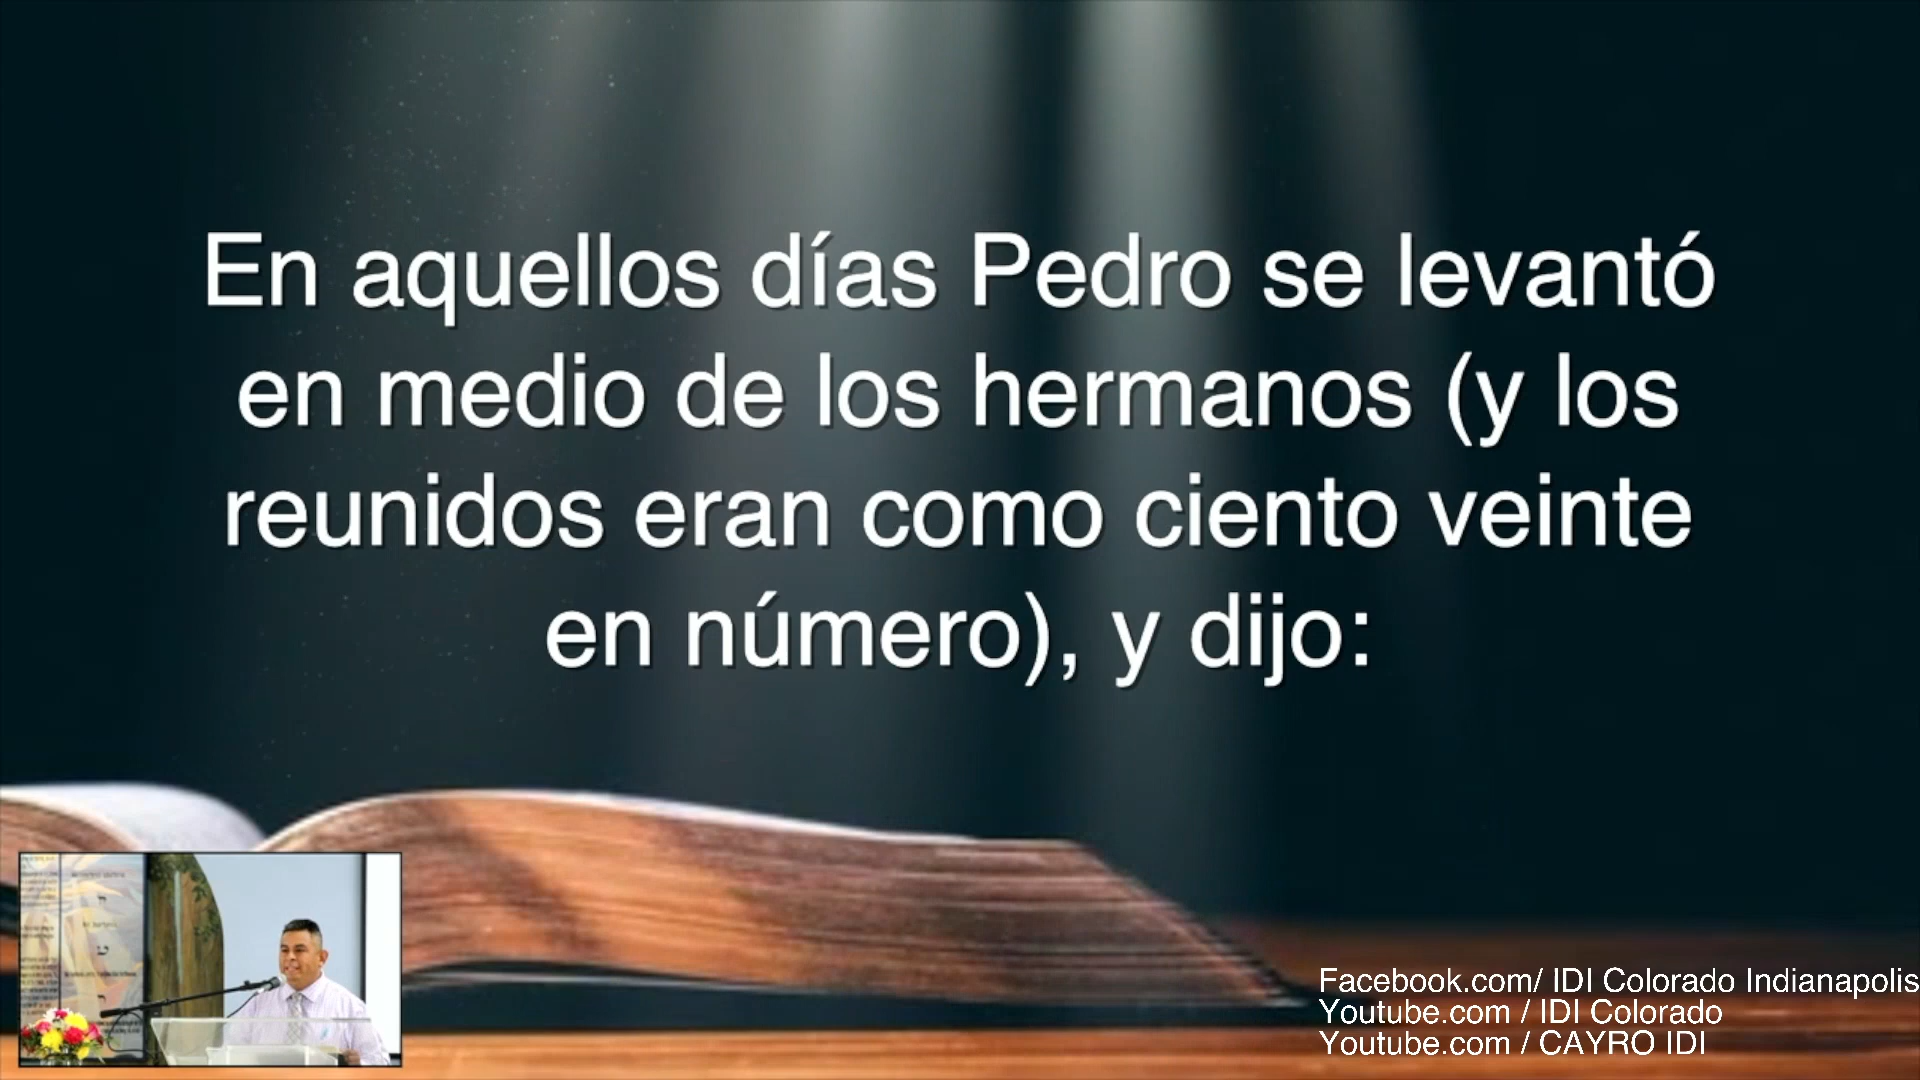 En aquellos días Pedro se levantó
en medio de los hermanos (y los
reunidos eran como ciento veinte
en número), y dijo:
Facebook.com/ IDI Colorado Indianapolis
Youtube.com / IDI Colorado
Youtube.com / CAYRO IDI